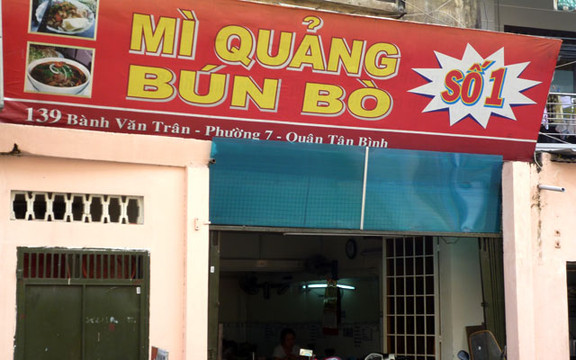 MÌ QUẢNG
BÚN BÒ
SỐ 1
139 Bành Văn Trân - Phường 7 - Quận Tân Bình